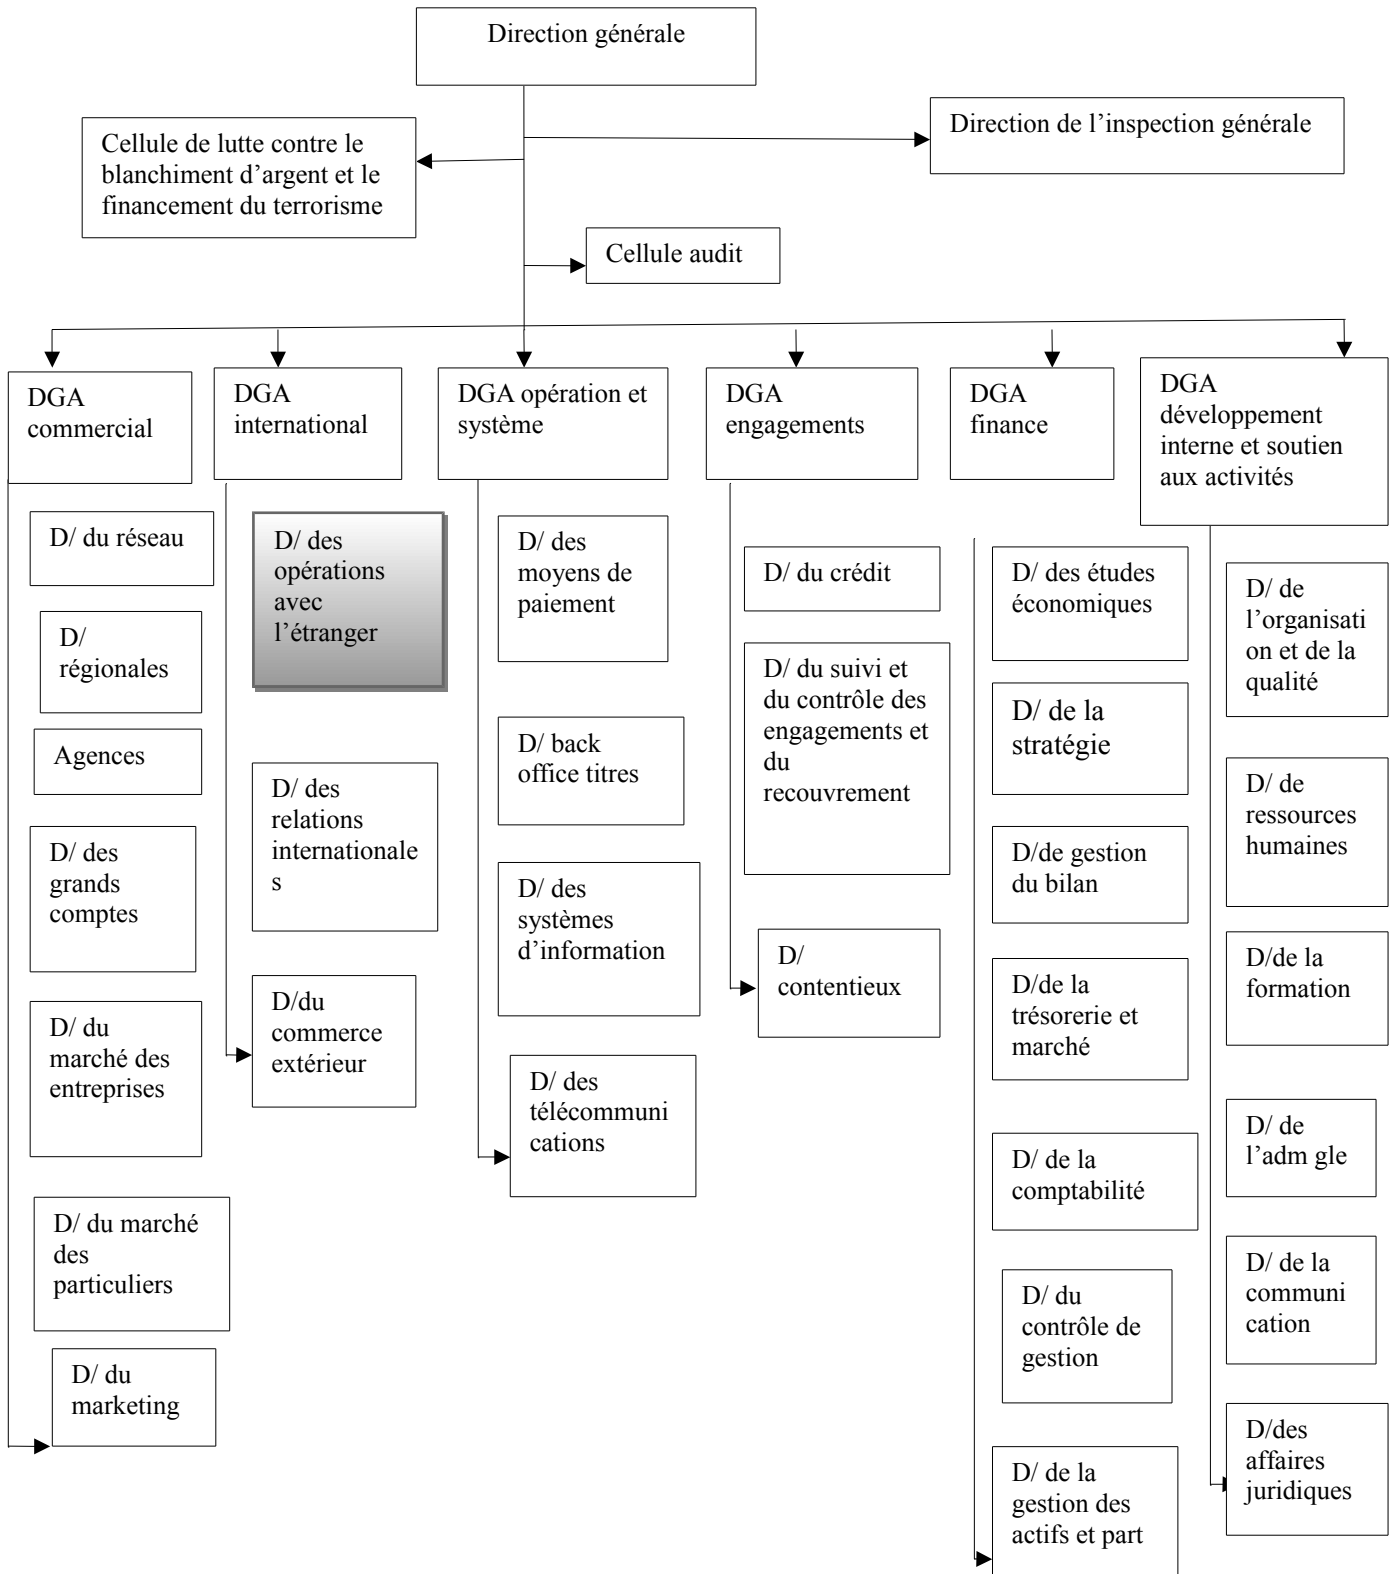 Direction générale
Direction de l’inspection générale
Cellule de lutte contre le
blanchiment d’argent et le
financement du terrorisme
Cellule audit
DGA
commercial
DGA
international
DGA opération et
système
DGA
engagements
DGA
finance
DGA
développement
interne et soutien
aux activités
D/ du réseau
D/
régionales
Agences
D/ des
grands
comptes
D/ du
marché des
entreprises
D/ du marché
des
particuliers
D/ du
marketing
D/ des
opérations
avec
l’étranger
D/ des
relations
internationale
s
D/du
commerce
extérieur
D/ des
moyens de
paiement
D/ back
office titres
D/ des
systèmes
d’information
D/ des
télécommuni
cations
D/ du crédit
D/ du suivi et
du contrôle des
engagements et
du
recouvrement
D/
contentieux
D/ des études
économiques
D/ de la
stratégie
D/de gestion
du bilan
D/de la
trésorerie et
marché
D/ de la
comptabilité
D/ du
contrôle de
gestion
D/ de la
gestion des
actifs et part
D/ de
l’organisati
on et de la
qualité
D/ de
ressources
humaines
D/de la
formation
D/ de
l’adm gle
D/ de la
communi
cation
D/des
affaires
juridiques